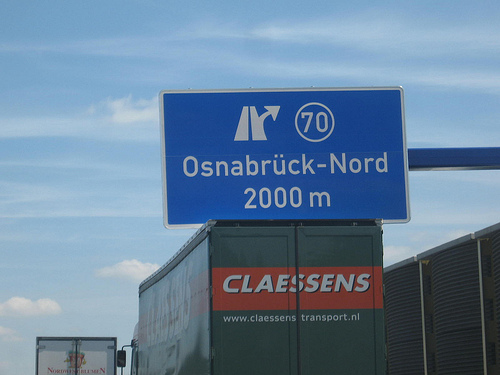 70
Osnabrück-Nord
2000 m
CLAESSENS
www.claessens transport.nl